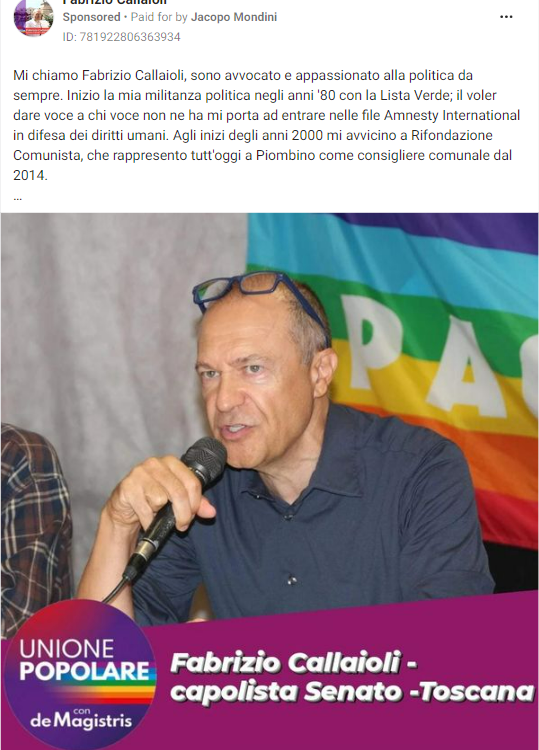 Fabrizio Callaioli
Sponsored • Paid for by Jacopo Mondini
ID: 781922806363934
Mi chiamo Fabrizio Callaioli, sono avvocato e appassionato alla politica da
sempre. Inizio la mia militanza politica negli anni '80 con la Lista Verde; il voler
dare voce a chi voce non ne ha mi porta ad entrare nelle file Amnesty International
in difesa dei diritti umani. Agli inizi degli anni 2000 mi avvicino a Rifondazione
Comunista, che rappresento tutt'oggi a Piombino come consigliere comunale dal
2014.
...
PAC
UNIONE
POPOLARE
con
de Magistris
Fabrizio Callaioli -
capolista Senato -Toscana